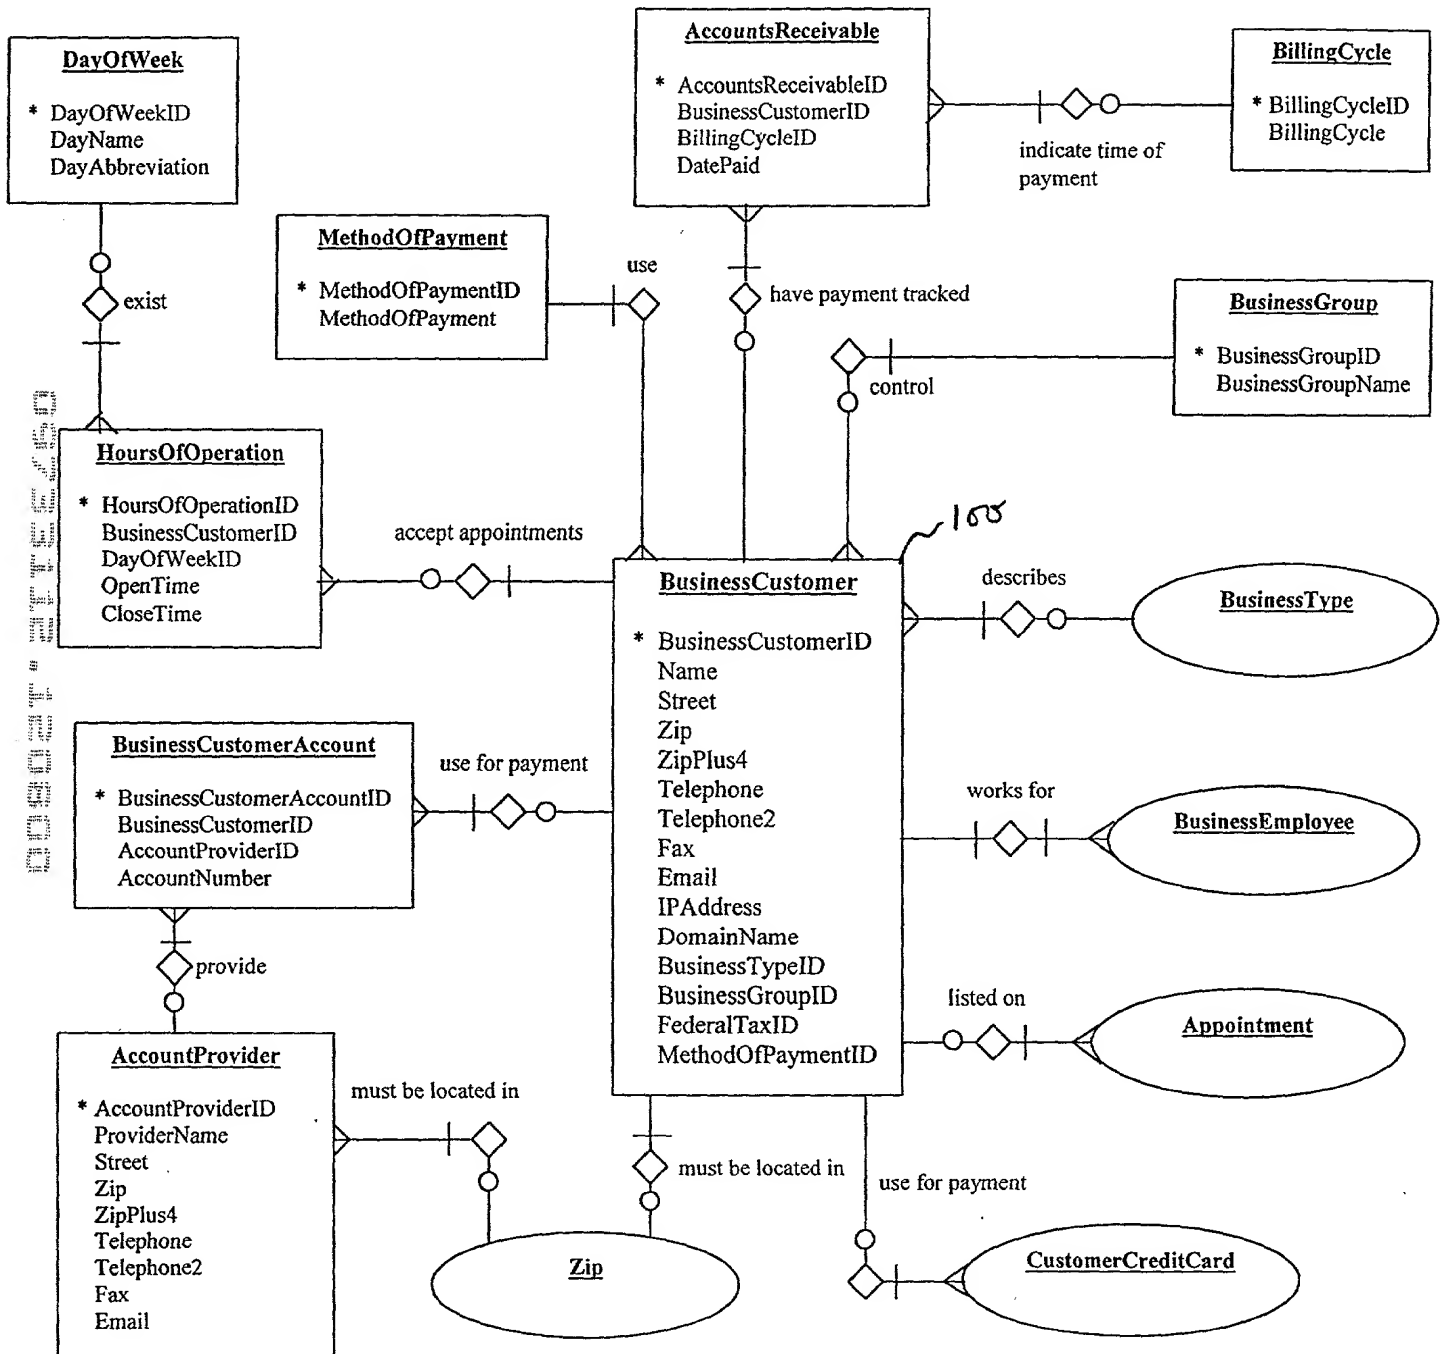 AccountsReceivable
* AccountsReceivableID
BusinessCustomerID
BillingCycleID
DatePaid
BillingCycle
* BillingCycleID
BillingCycle
indicate time of
payment
DayOfWeek
* DayOfWeekID
DayName
DayAbbreviation
exist
MethodOfPayment
* MethodOfPaymentID
MethodOfPayment
use
have payment tracked
BusinessGroup
* BusinessGroupID
BusinessGroupName
control
HoursOfOperation
* HoursOfOperationID
BusinessCustomerID
DayOfWeekID
OpenTime
CloseTime
accept appointments
100
BusinessCustomer
* BusinessCustomerID
Name
Street
Zip
ZipPlus4
Telephone
Telephone2
Fax
Email
IPAddress
DomainName
BusinessTypeID
BusinessGroupID
FederalTaxID
MethodOfPaymentID
describes
BusinessType
09733112.120800
BusinessCustomerAccount
* BusinessCustomerAccountID
BusinessCustomerID
AccountProviderID
AccountNumber
use for payment
works for
BusinessEmployee
provide
listed on
Appointment
AccountProvider
* AccountProviderID
ProviderName
Street
Zip
ZipPlus4
Telephone
Telephone2
Fax
Email
must be located in
must be located in
Zip
use for payment
CustomerCreditCard